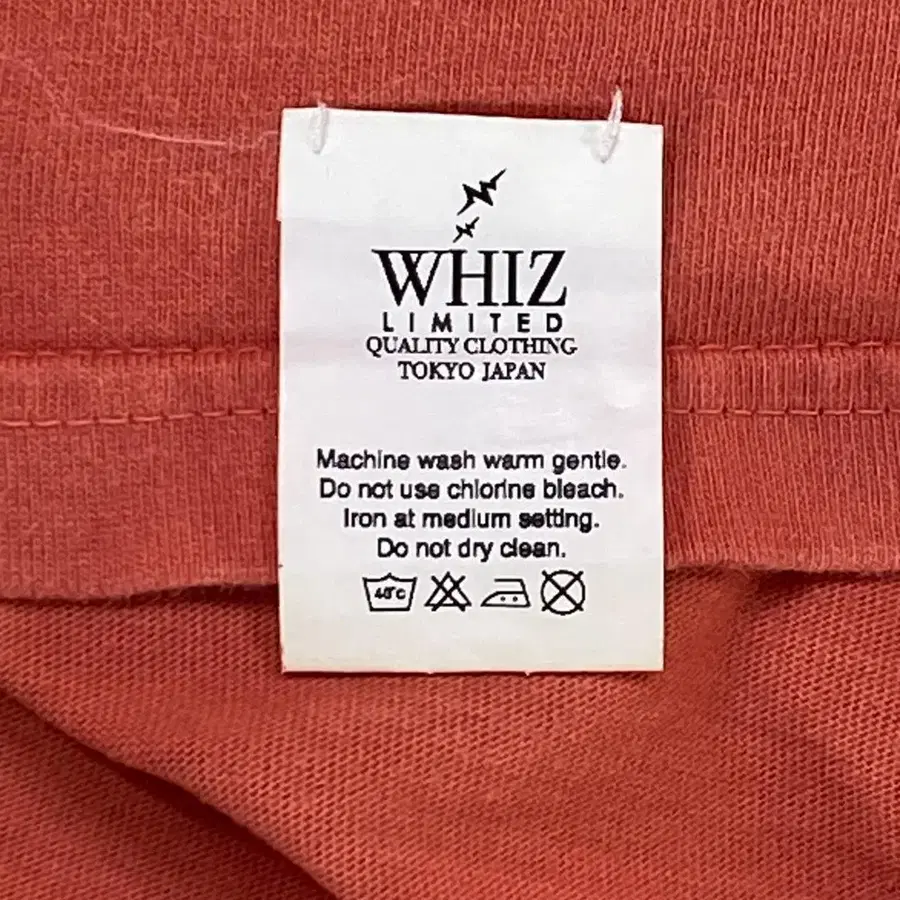 WHIZ
LIMITED
QUALITY CLOTHING
TOKYO JAPAN
Machine wash warm gentle.
Do not use chlorine bleach.
Iron at medium setting.
Do not dry clean.
40°C